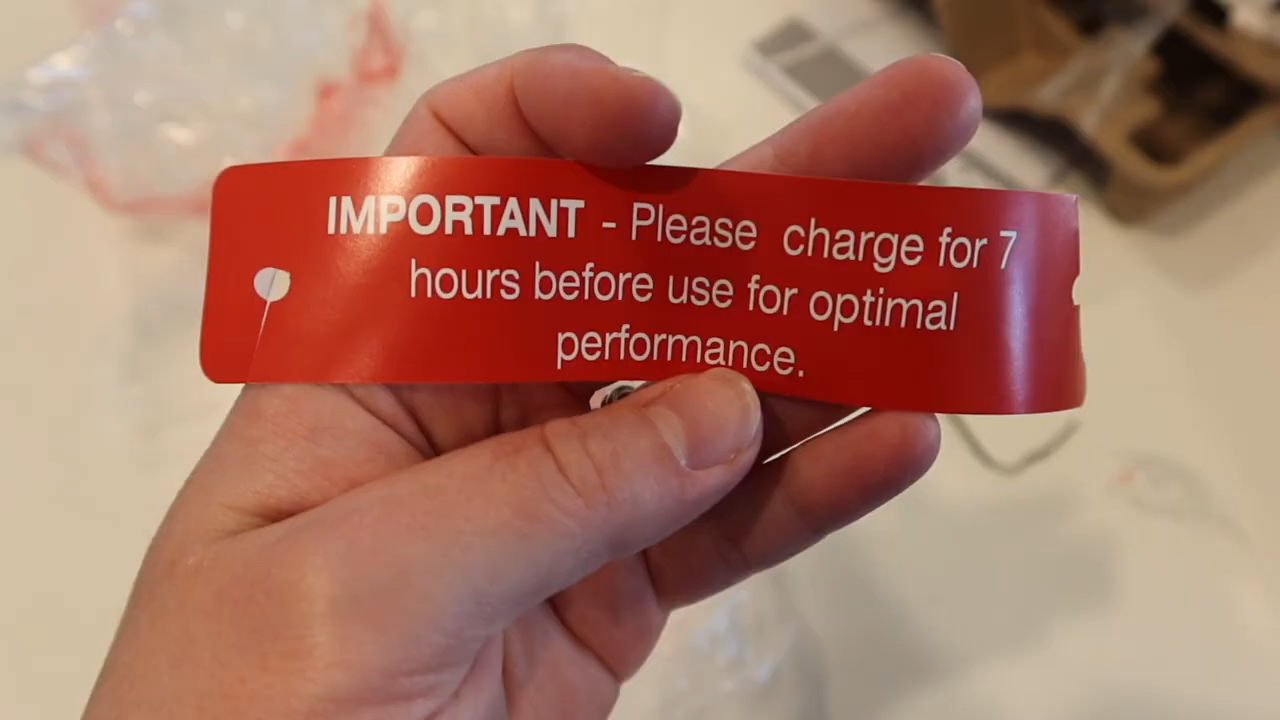 IMPORTANT - Please charge for 7
hours before use for optimal
performance.